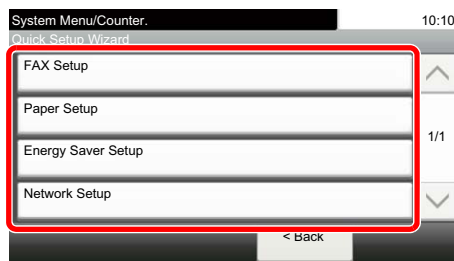 System Menu/Counter.
10:10
Quick Setup Wizard
FAX Setup
Paper Setup
1/1
Energy Saver Setup
Network Setup
< Back